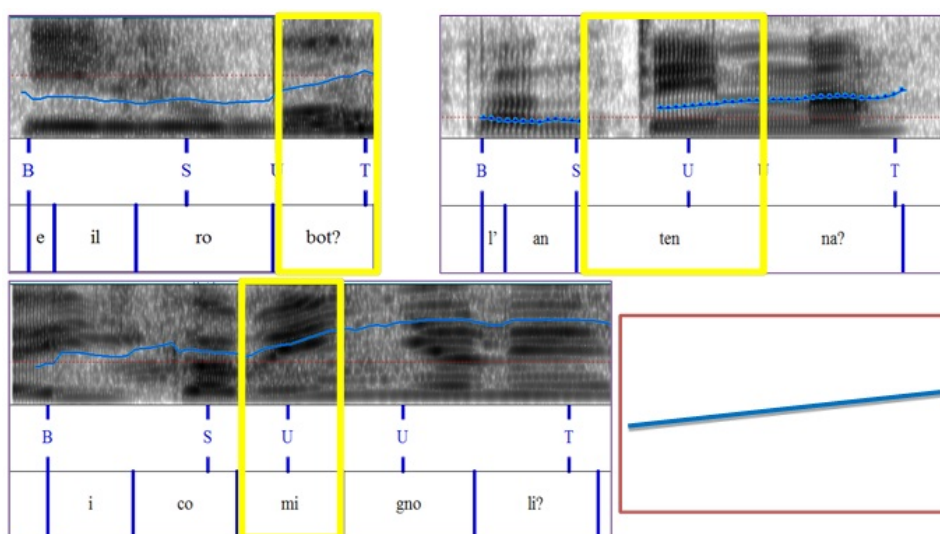 B S U T
e il ro bot?
B S U U T
l' an ten na?
B S U U T
i co mi gno li?